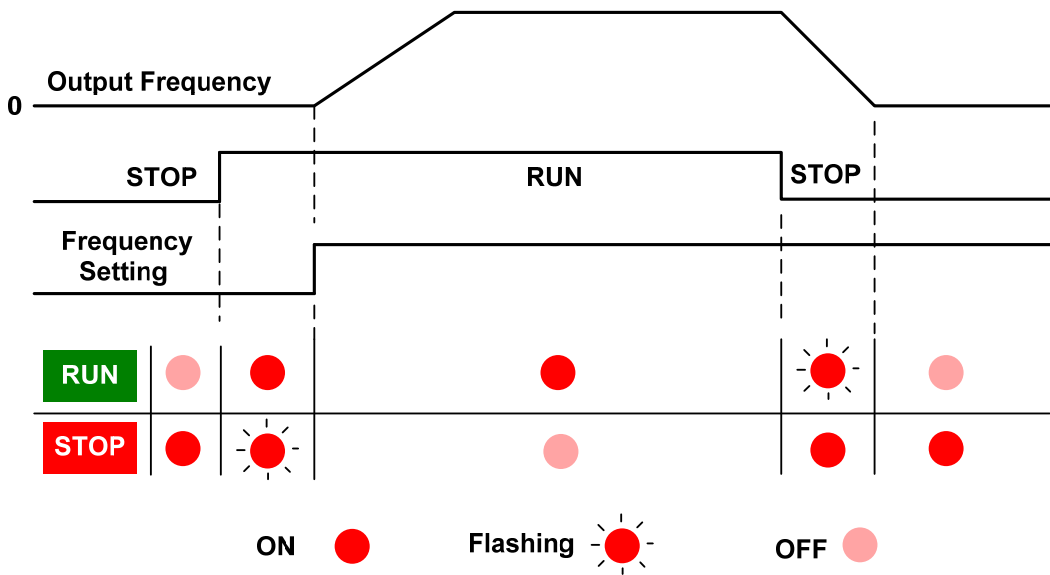 Output Frequency
0
STOP
RUN
STOP
Frequency
Setting
RUN
STOP
ON
Flashing
OFF